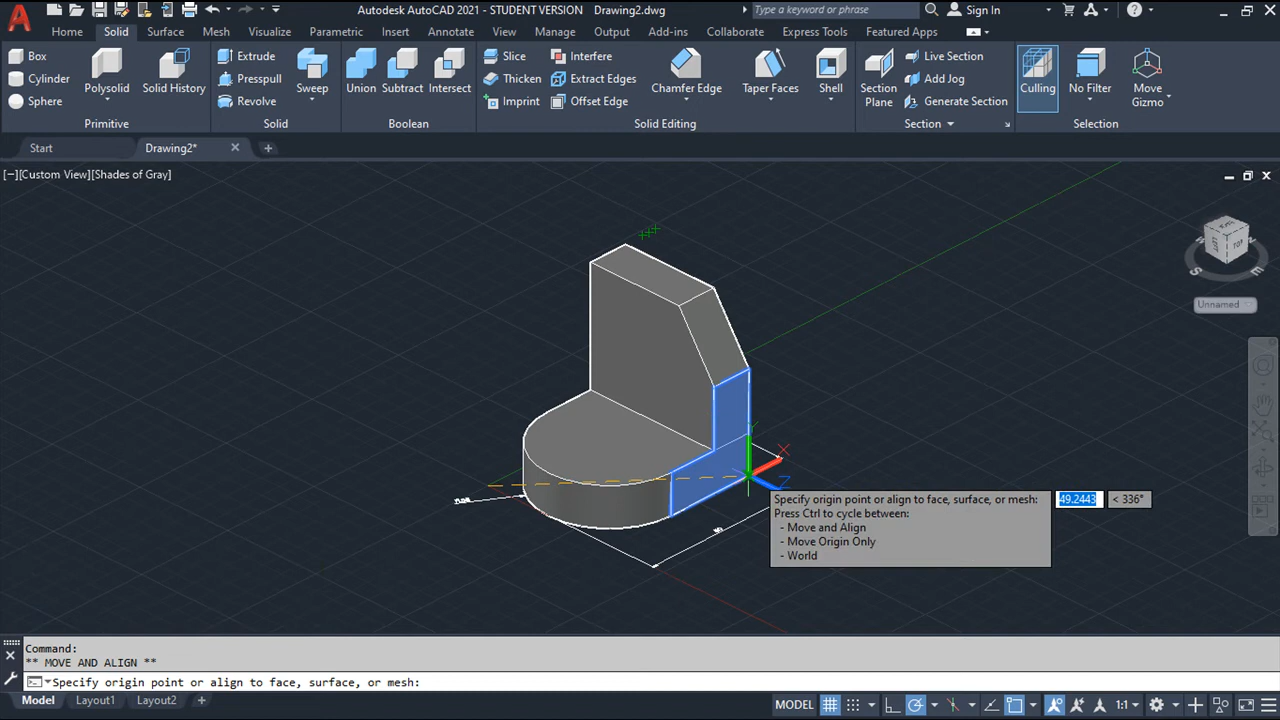 Autodesk AutoCAD 2021 - STUDENT VERSION Drawing2.dwg
Type a keyword or phrase
Sign In
Home Solid Surface Mesh Visualize Parametric Insert Annotate View Manage Output Add-ins Collaborate Express Tools Featured Apps
Box
Cylinder
Sphere
Polysolid
Solid History
Primitive
Extrude
Presspull
Revolve
Sweep
Solid
Union
Subtract
Intersect
Boolean
Slice
Thicken
Imprint
Interfere
Extract Edges
Offset Edge
Chamfer Edge
Taper Faces
Shell
Solid Editing
Section
Plane
Live Section
Add Jog
Generate Section
Section
Culling
No Filter
Move
Gizmo
Selection
Start
Drawing2*
[−][Custom View][Shades of Gray]
LEFT
TOP
S
E
Unnamed
X
Y
Z
Specify origin point or align to face, surface, or mesh:
Press Ctrl to cycle between:
- Move and Align
- Move Origin Only
- World
49.2443
< 336°
Command:
** MOVE AND ALIGN **
Specify origin point or align to face, surface, or mesh:
Model
Layout1
Layout2
MODEL
1:1